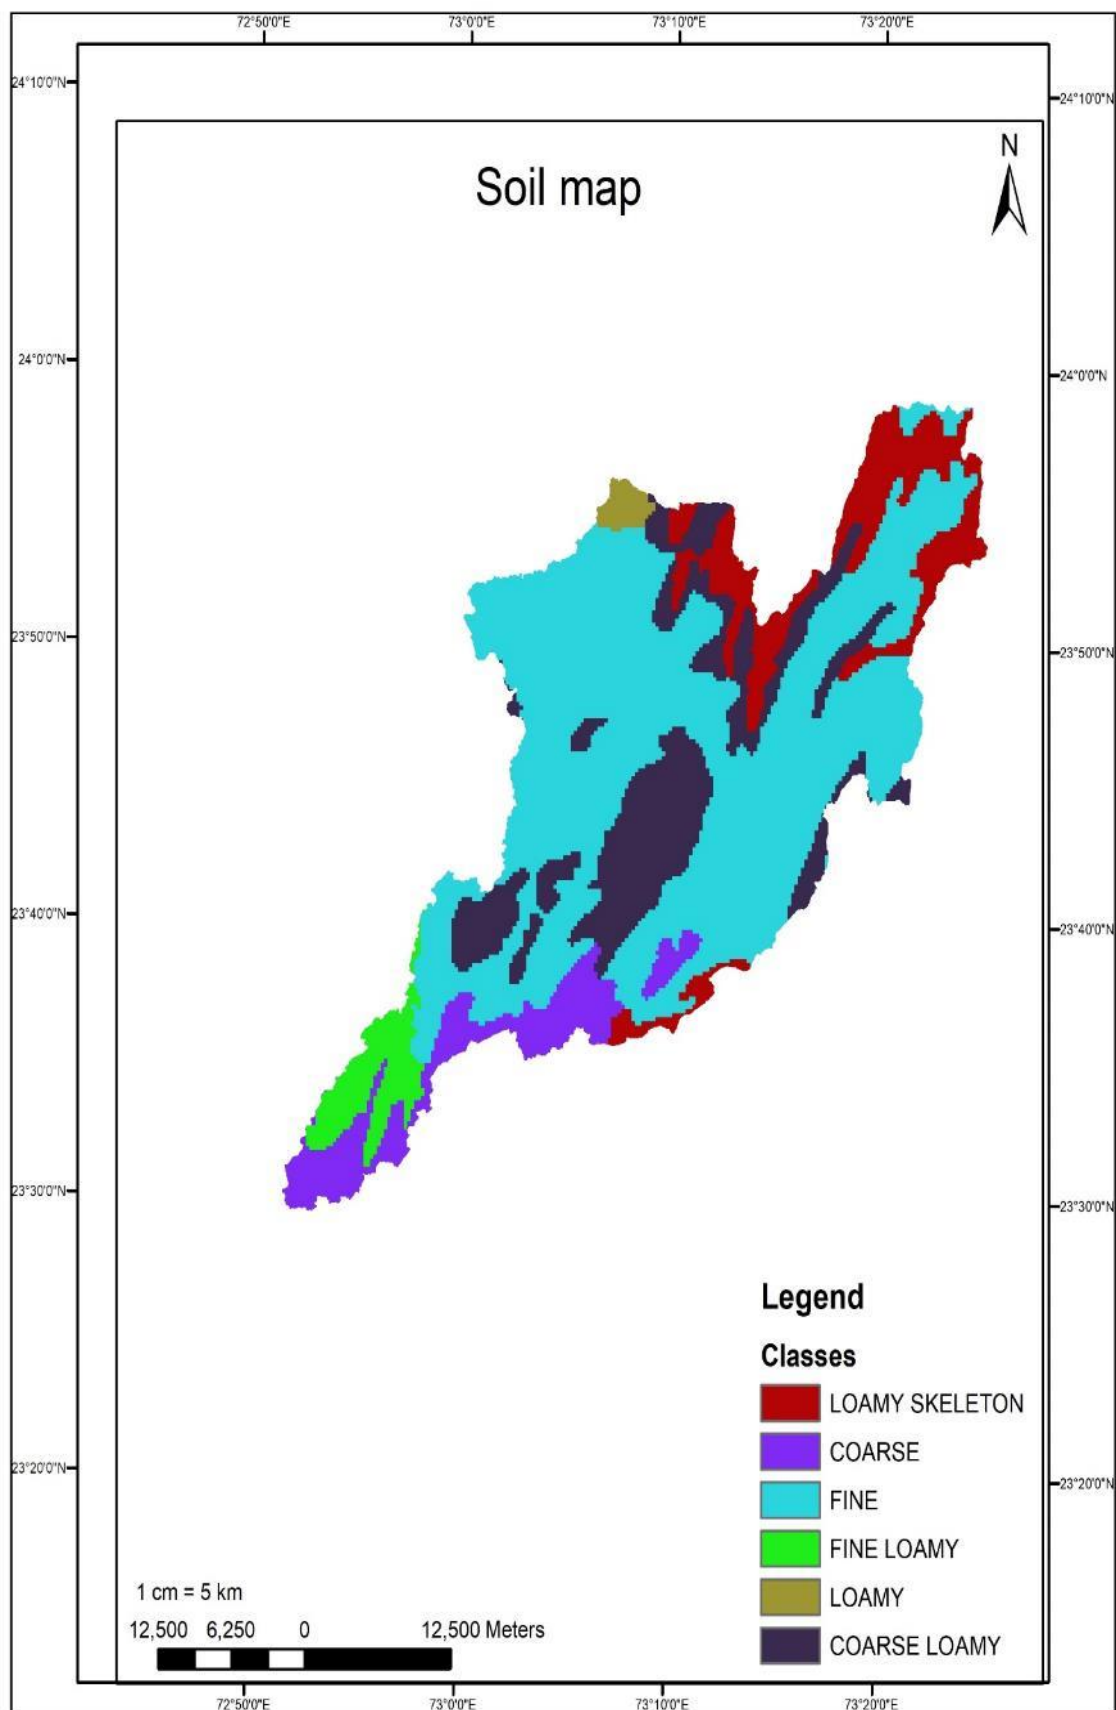 72°50'0"E 73°0'0"E 73°10'0"E 73°20'0"E
24°10'0"N
24°10'0"N
N
Soil map
24°0'0"N
24°0'0"N
23°50'0"N
23°50'0"N
23°40'0"N
23°40'0"N
23°30'0"N
23°30'0"N
Legend
Classes
LOAMY SKELETON
COARSE
23°20'0"N
23°20'0"N
FINE
FINE LOAMY
LOAMY
COARSE LOAMY
1 cm = 5 km
12,500 6,250 0 12,500 Meters
72°50'0"E 73°0'0"E 73°10'0"E 73°20'0"E